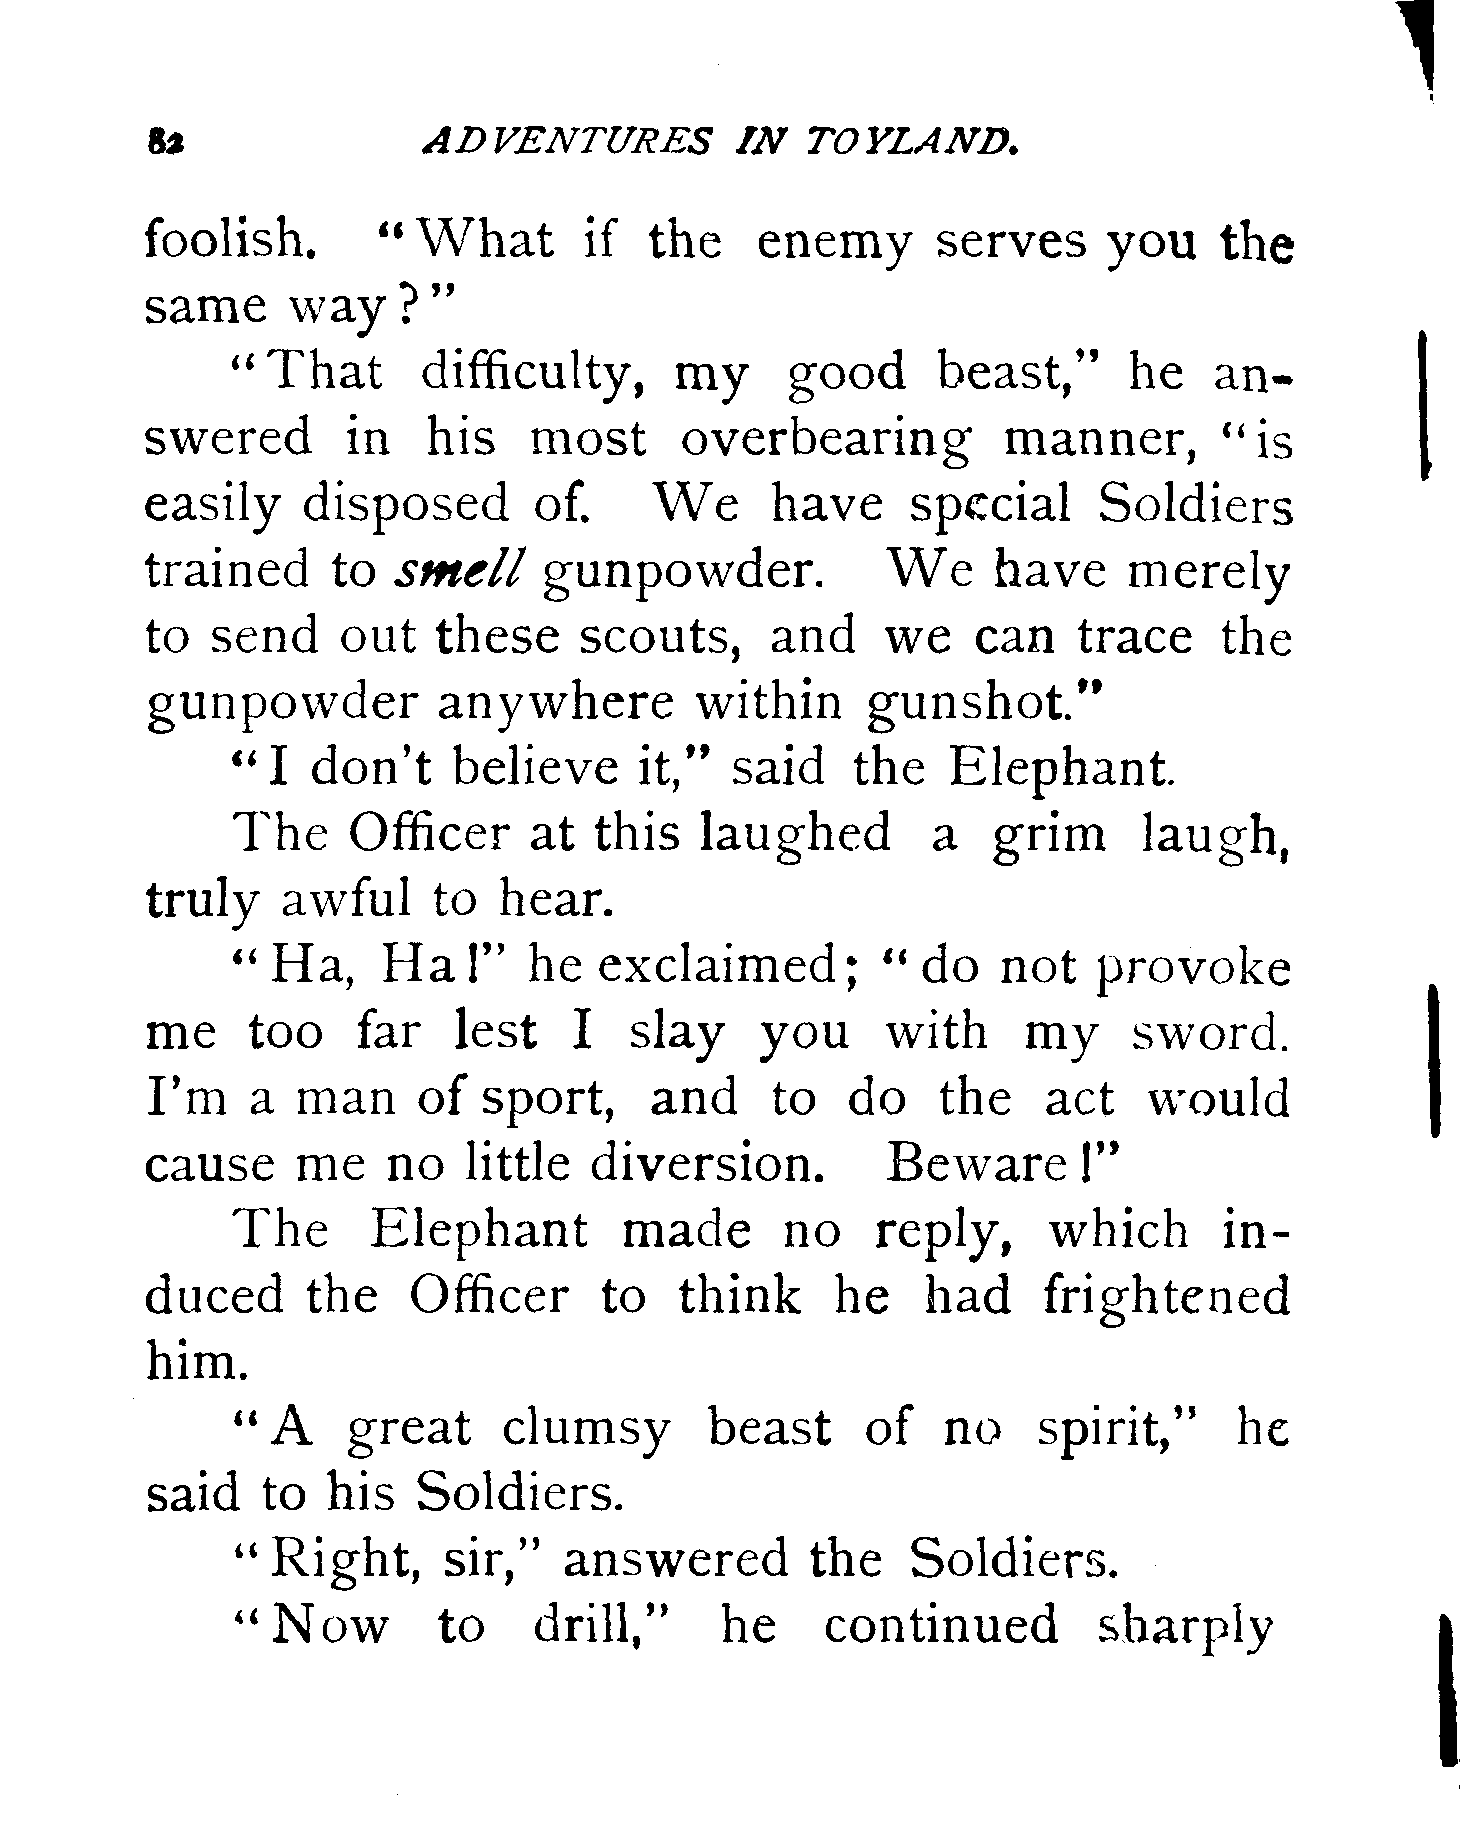 82 ADVENTURES IN TOYLAND.
foolish. "What if the enemy serves you the
same way?"
"That difficulty, my good beast," he an-
swered in his most overbearing manner, "is
easily disposed of. We have special Soldiers
trained to smell gunpowder. We have merely
to send out these scouts, and we can trace the
gunpowder anywhere within gunshot."
"I don't believe it," said the Elephant.
The Officer at this laughed a grim laugh,
truly awful to hear.
"Ha, Ha!" he exclaimed; "do not provoke
me too far lest I slay you with my sword.
I'm a man of sport, and to do the act would
cause me no little diversion. Beware!"
The Elephant made no reply, which in-
duced the Officer to think he had frightened
him.
"A great clumsy beast of no spirit," he
said to his Soldiers.
"Right, sir," answered the Soldiers.
"Now to drill," he continued sharply